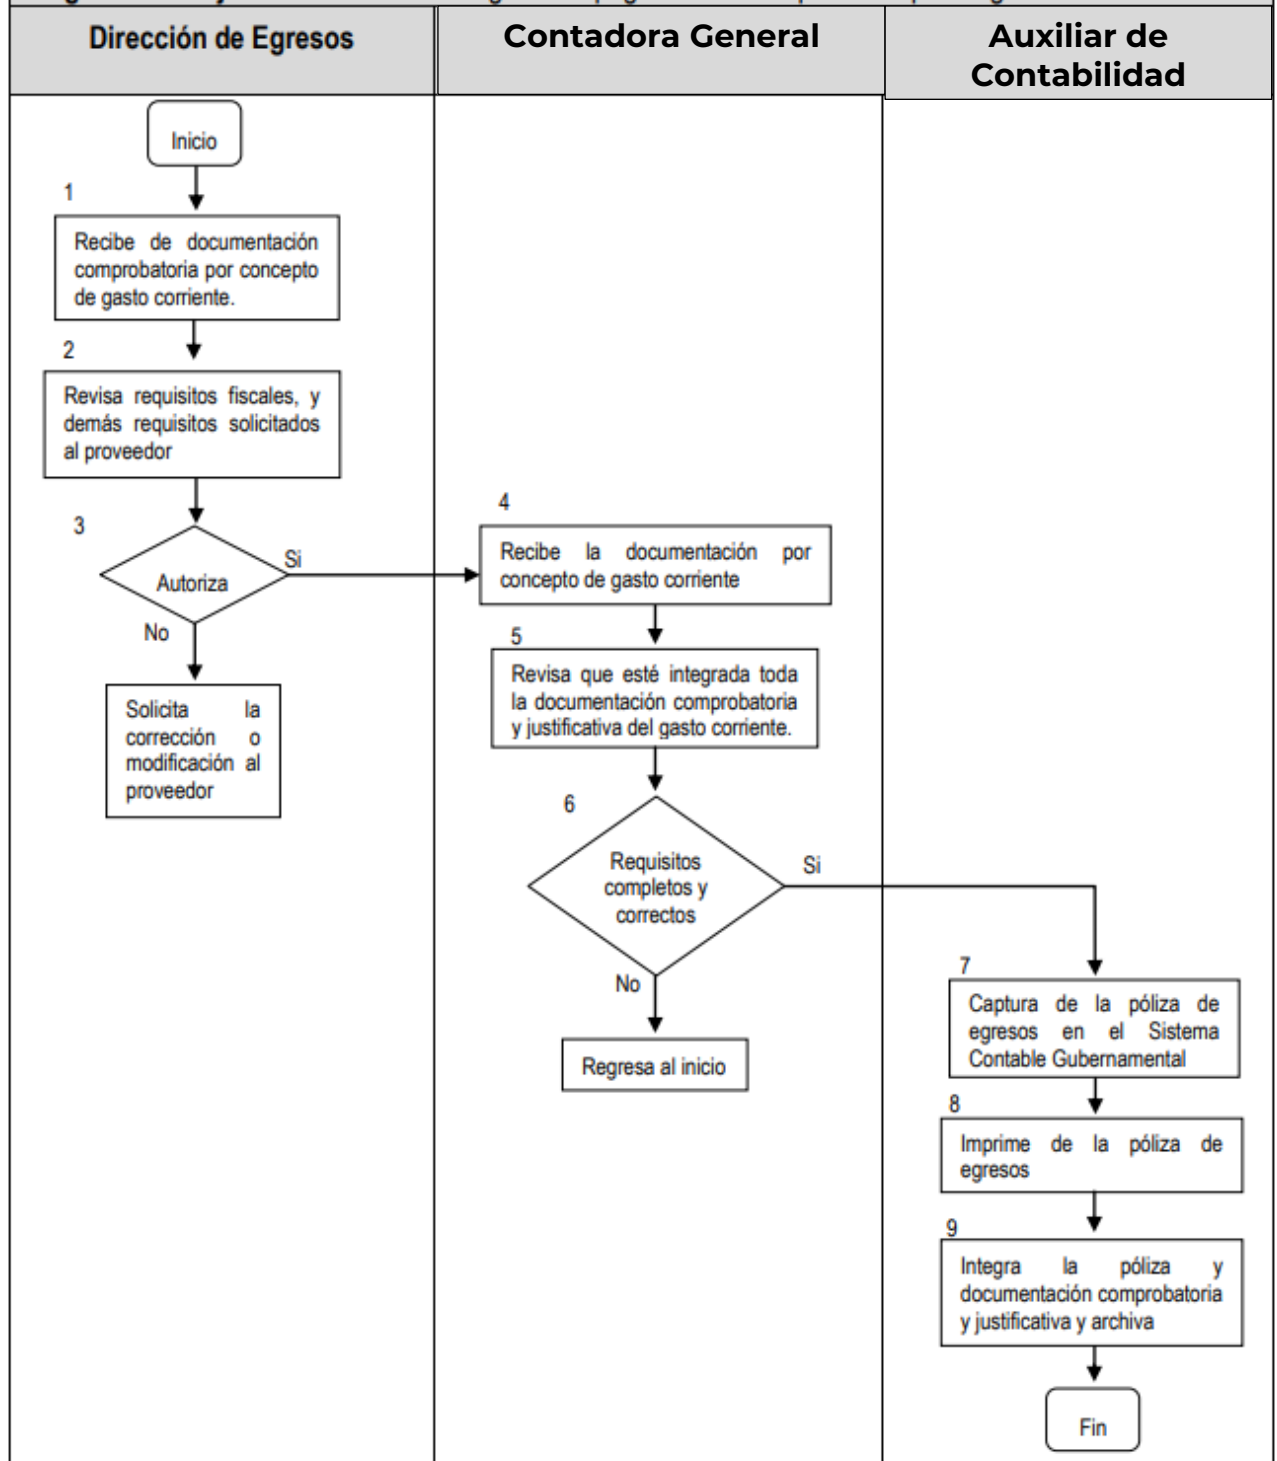 Dirección de Egresos
Contadora General
Auxiliar de
Contabilidad
Inicio
1
Recibe de documentación
comprobatoria por concepto
de gasto corriente.
2
Revisa requisitos fiscales, y
demás requisitos solicitados
al proveedor
3
Autoriza
Si
No
Solicita la
corrección o
modificación al
proveedor
4
Recibe la documentación por
concepto de gasto corriente
5
Revisa que esté integrada toda
la documentación comprobatoria
y justificativa del gasto corriente.
6
Requisitos
completos y
correctos
Si
No
Regresa al inicio
7
Captura de la póliza de
egresos en el Sistema
Contable Gubernamental
8
Imprime de la póliza de
egresos
9
Integra la póliza y
documentación comprobatoria
y justificativa y archiva
Fin